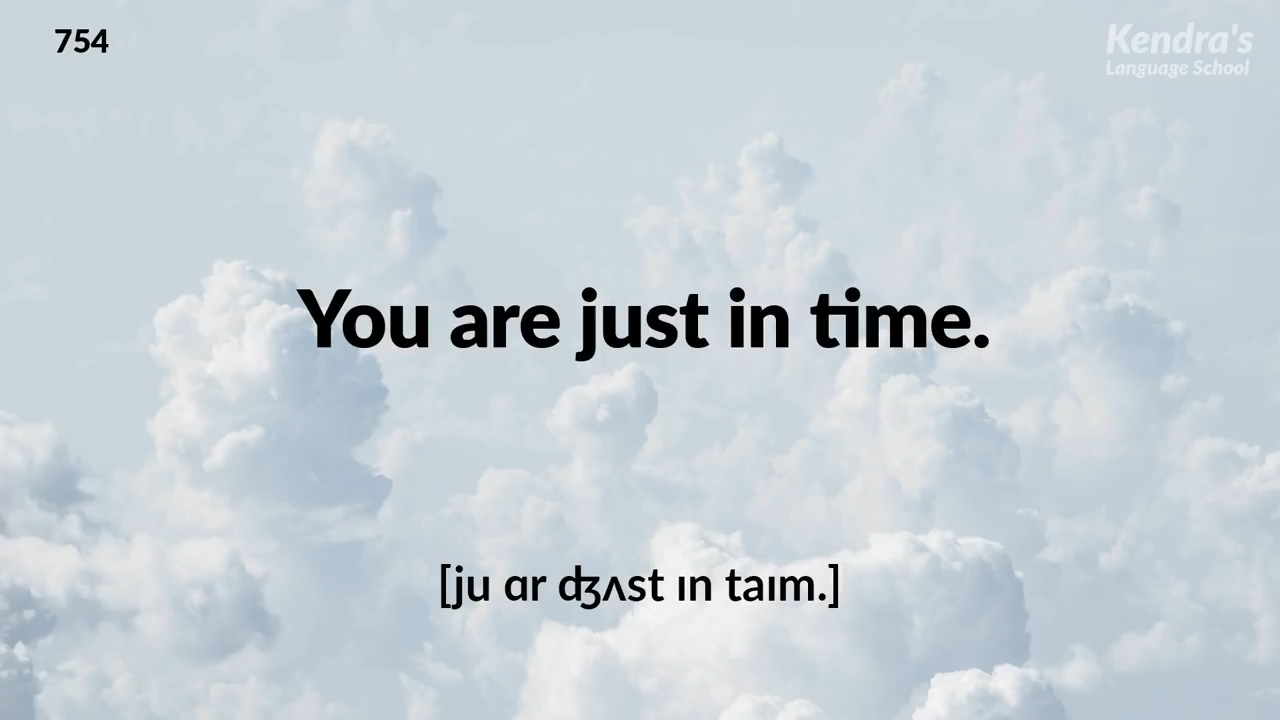 754
Kendra's
Language School
You are just in time.
[ju ɑr ʤʌst ɪn taɪm.]